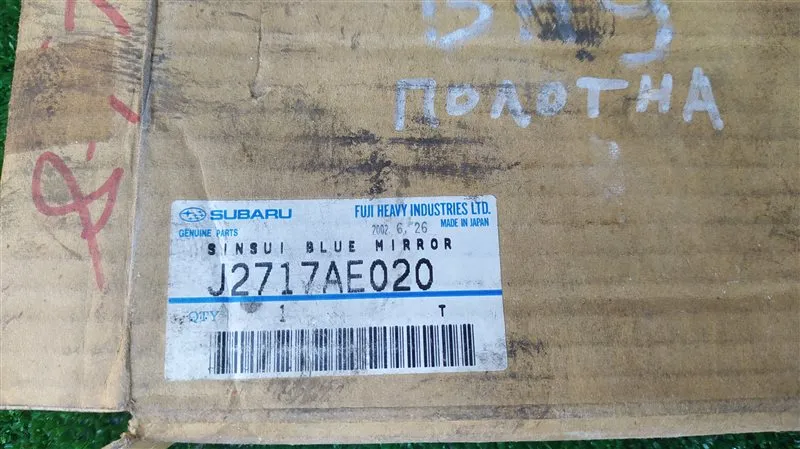 ПОЛОТНА
SUBARU
FUJI HEAVY INDUSTRIES LTD.
GENUINE PARTS
2002. 6. 26
MADE IN JAPAN
SINSUI BLUE MIRROR
J2717AE020
QTY 1 T